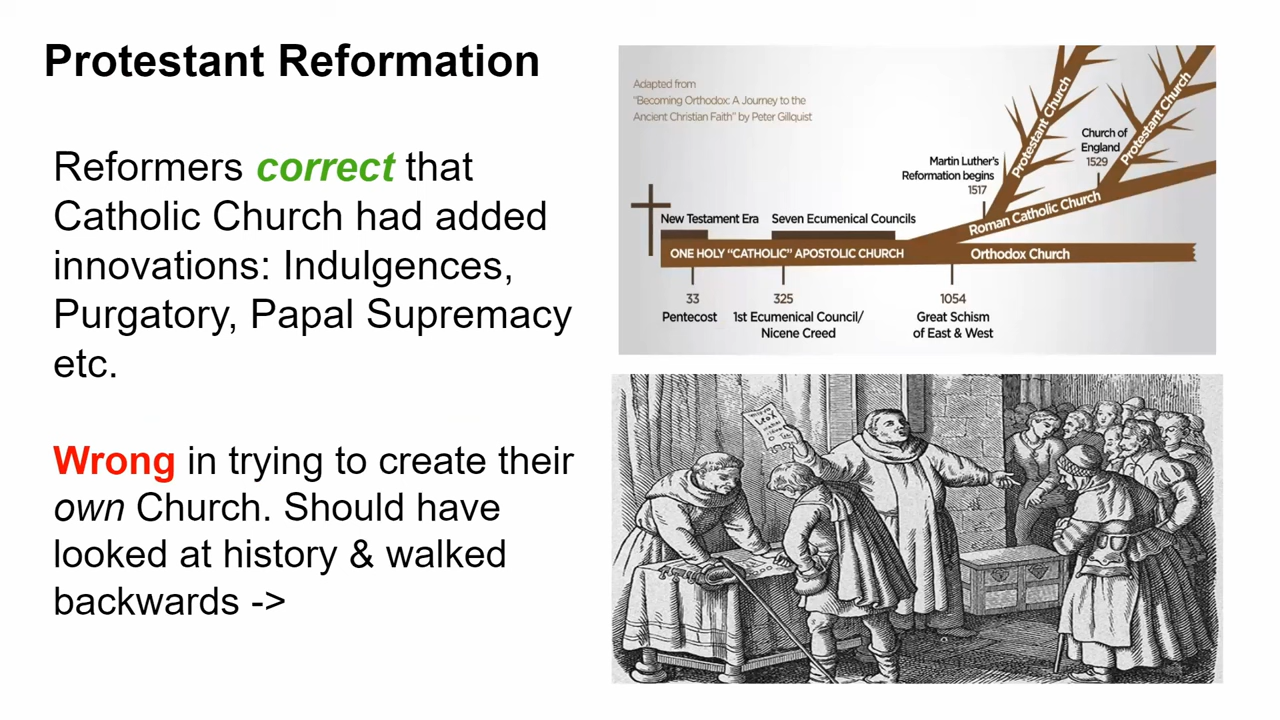 Protestant Reformation
Reformers correct that
Catholic Church had added
innovations: Indulgences,
Purgatory, Papal Supremacy
etc.
Wrong in trying to create their
own Church. Should have
looked at history & walked
backwards ->
Adapted from
"Becoming Orthodox: A Journey to the
Ancient Christian Faith" by Peter Gillquist
Protestant Church
Protestant Church
Church of
England
1529
Martin Luther's
Reformation begins
1517
Roman Catholic Church
New Testament Era
Seven Ecumenical Councils
ONE HOLY "CATHOLIC" APOSTOLIC CHURCH
Orthodox Church
33
Pentecost
325
1st Ecumenical Council/
Nicene Creed
1054
Great Schism
of East & West
LEOX